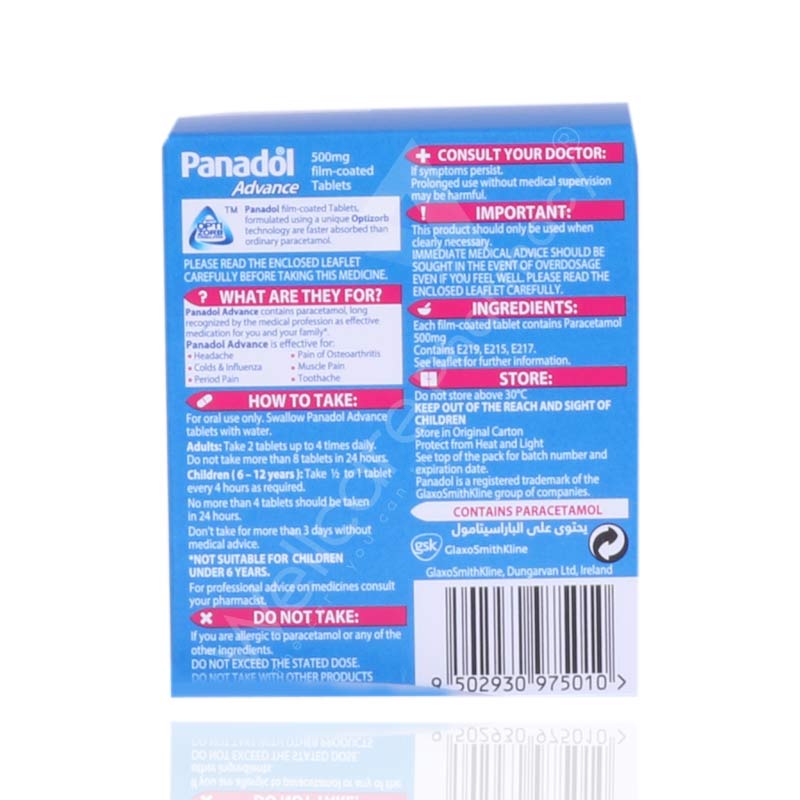 Panadol
Advance
500mg
film-coated
Tablets
OPTI
ZORB
™
Panadol film-coated Tablets,
formulated using a unique Optizorb
technology are faster absorbed than
ordinary paracetamol.
PLEASE READ THE ENCLOSED LEAFLET
CAREFULLY BEFORE TAKING THIS MEDICINE.
? WHAT ARE THEY FOR?
Panadol Advance contains paracetamol, long
recognized by the medical profession as effective
medication for you and your family*.
Panadol Advance is effective for:
• Headache
• Colds & Influenza
• Period Pain
• Pain of Osteoarthritis
• Muscle Pain
• Toothache
HOW TO TAKE:
For oral use only. Swallow Panadol Advance
tablets with water.
Adults: Take 2 tablets up to 4 times daily.
Do not take more than 8 tablets in 24 hours.
Children ( 6 – 12 years ): Take ½ to 1 tablet
every 4 hours as required.
No more than 4 tablets should be taken
in 24 hours.
Don't take for more than 3 days without
medical advice.
*NOT SUITABLE FOR CHILDREN
UNDER 6 YEARS.
For professional advice on medicines consult
your pharmacist.
DO NOT TAKE:
If you are allergic to paracetamol or any of the
other ingredients.
DO NOT EXCEED THE STATED DOSE.
DO NOT TAKE WITH OTHER PRODUCTS
CONSULT YOUR DOCTOR:
If symptoms persist.
Prolonged use without medical supervision
may be harmful.
! IMPORTANT:
This product should only be used when
clearly necessary.
IMMEDIATE MEDICAL ADVICE SHOULD BE
SOUGHT IN THE EVENT OF OVERDOSAGE
EVEN IF YOU FEEL WELL. PLEASE READ THE
ENCLOSED LEAFLET CAREFULLY.
INGREDIENTS:
Each film-coated tablet contains Paracetamol
500mg
Contains E219, E215, E217.
See leaflet for further information.
STORE:
Do not store above 30°C
KEEP OUT OF THE REACH AND SIGHT OF
CHILDREN
Store in Original Carton
Protect from Heat and Light
See top of the pack for batch number and
expiration date.
Panadol is a registered trademark of the
GlaxoSmithKline group of companies.
CONTAINS PARACETAMOL
يحتوى على الباراسيتامول
gsk GlaxoSmithKline
GlaxoSmithKline, Dungarvan Ltd, Ireland
9 502930 975010 >